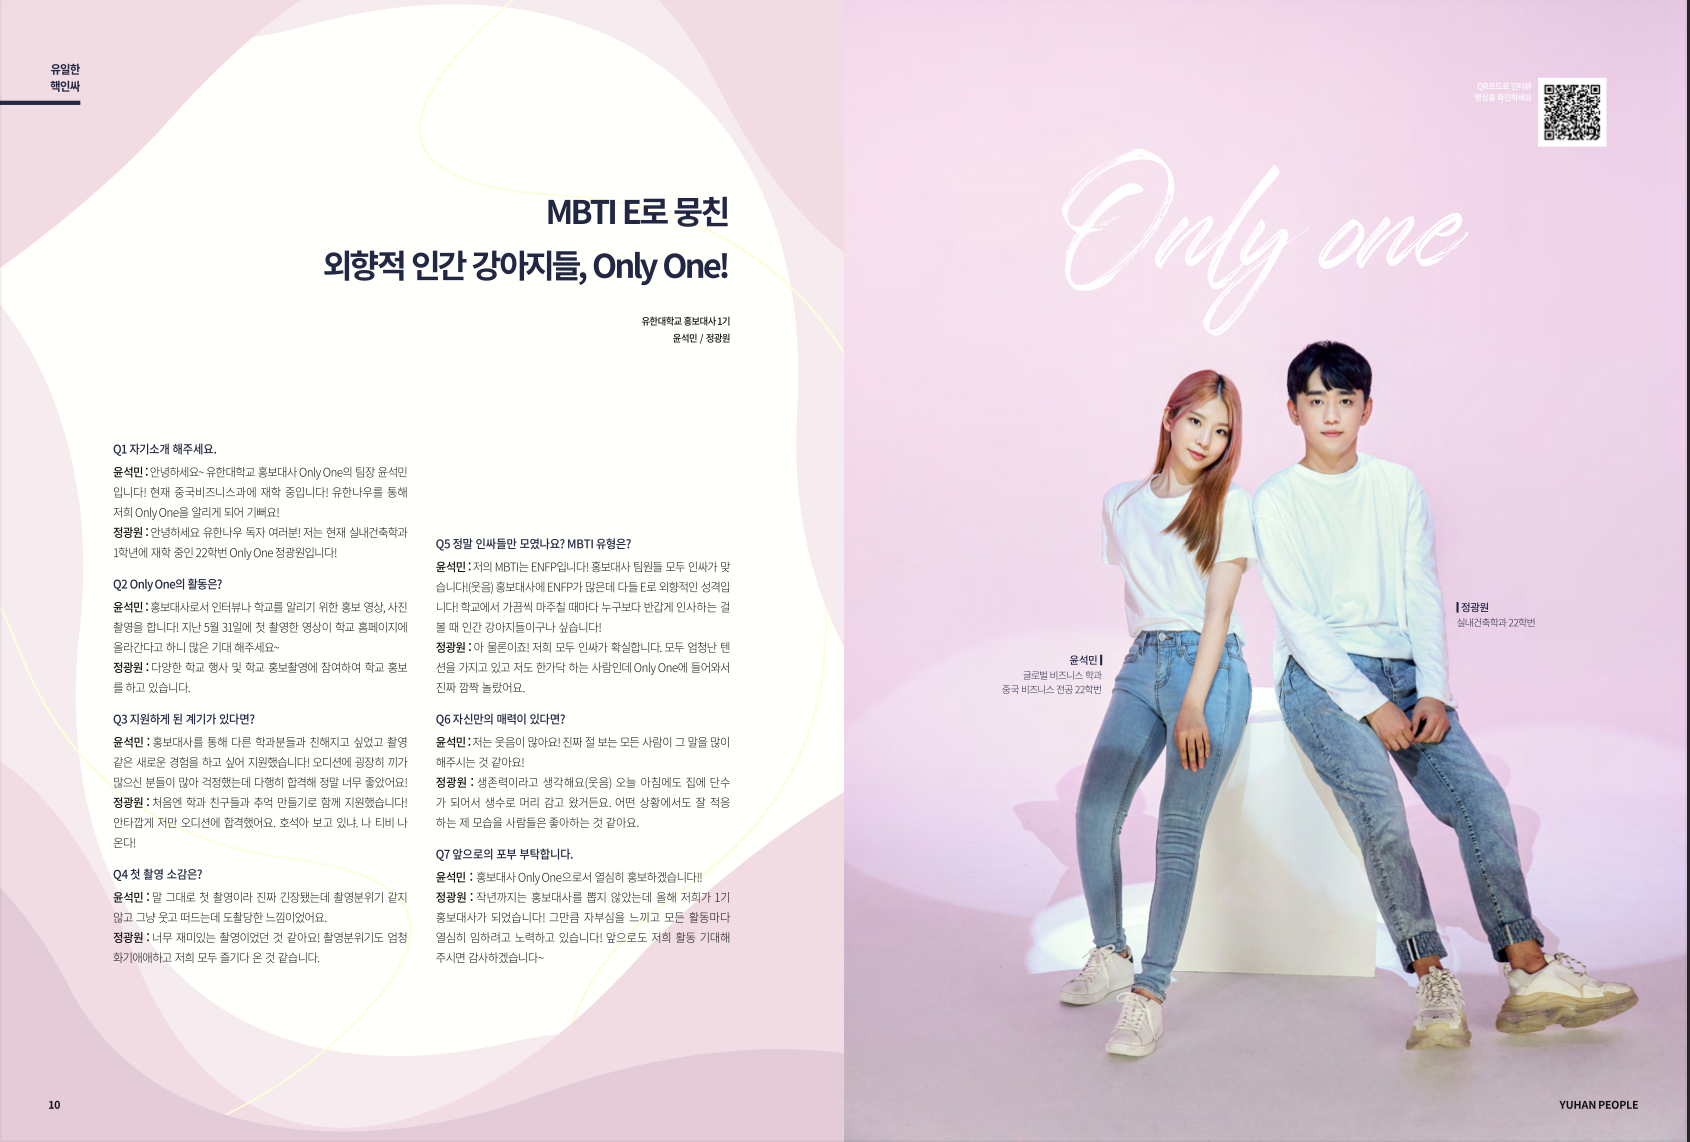 유일한
핵인싸
MBTI E로 뭉친
외향적 인간 강아지들, Only One!
유한대학교 홍보대사 1기
윤석민 / 정광원
Q1 자기소개 해주세요.
윤석민 : 안녕하세요~ 유한대학교 홍보대사 Only One의 팀장 윤석민
입니다! 현재 중국비즈니스과에 재학 중입니다! 유한나우를 통해
저희 Only One을 알리게 되어 기뻐요!
정광원 : 안녕하세요 유한나우 독자 여러분! 저는 현재 실내건축학과
1학년에 재학 중인 22학번 Only One 정광원입니다!
Q2 Only One의 활동은?
윤석민 : 홍보대사로서 인터뷰나 학교를 알리기 위한 홍보 영상, 사진
촬영을 합니다! 지난 5월 31일에 첫 촬영한 영상이 학교 홈페이지에
올라간다고 하니 많은 기대 해주세요~
정광원 : 다양한 학교 행사 및 학교 홍보촬영에 참여하여 학교 홍보
를 하고 있습니다.
Q3 지원하게 된 계기가 있다면?
윤석민 : 홍보대사를 통해 다른 학과분들과 친해지고 싶었고 촬영
같은 새로운 경험을 하고 싶어 지원했습니다! 오디션에 굉장히 끼가
많으신 분들이 많아 걱정했는데 다행히 합격해 정말 너무 좋았어요!
정광원 : 처음엔 학과 친구들과 추억 만들기로 함께 지원했습니다!
안타깝게 저만 오디션에 합격했어요. 호석아 보고 있냐. 나 티비 나
온다!
Q4 첫 촬영 소감은?
윤석민 : 말 그대로 첫 촬영이라 진짜 긴장됐는데 촬영분위기 같지
않고 그냥 웃고 떠드는데 도촬당한 느낌이었어요.
정광원 : 너무 재미있는 촬영이었던 것 같아요! 촬영분위기도 엄청
화기애애하고 저희 모두 즐기다 온 것 같습니다.
Q5 정말 인싸들만 모였나요? MBTI 유형은?
윤석민 : 저의 MBTI는 ENFP입니다! 홍보대사 팀원들 모두 인싸가 맞
습니다!(웃음) 홍보대사에 ENFP가 많은데 다들 E로 외향적인 성격입
니다! 학교에서 가끔씩 마주칠 때마다 누구보다 반갑게 인사하는 걸
볼 때 인간 강아지들이구나 싶습니다!
정광원 : 아 물론이죠! 저희 모두 인싸가 확실합니다. 모두 엄청난 텐
션을 가지고 있고 저도 한가닥 하는 사람인데 Only One에 들어와서
진짜 깜짝 놀랐어요.
Q6 자신만의 매력이 있다면?
윤석민 : 저는 웃음이 많아요! 진짜 절 보는 모든 사람이 그 말을 많이
해주시는 것 같아요!
정광원 : 생존력이라고 생각해요(웃음) 오늘 아침에도 집에 단수
가 되어서 생수로 머리 감고 왔거든요. 어떤 상황에서도 잘 적응
하는 제 모습을 사람들은 좋아하는 것 같아요.
Q7 앞으로의 포부 부탁합니다.
윤석민 : 홍보대사 Only One으로서 열심히 홍보하겠습니다!!
정광원 : 작년까지는 홍보대사를 뽑지 않았는데 올해 저희가 1기
홍보대사가 되었습니다! 그만큼 자부심을 느끼고 모든 활동마다
열심히 임하려고 노력하고 있습니다! 앞으로도 저희 활동 기대해
주시면 감사하겠습니다~
10
QR코드로 인터뷰
영상을 확인하세요
Only one
정광원
실내건축학과 22학번
윤석민
글로벌 비즈니스 학과
중국 비즈니스 전공 22학번
YUHAN PEOPLE